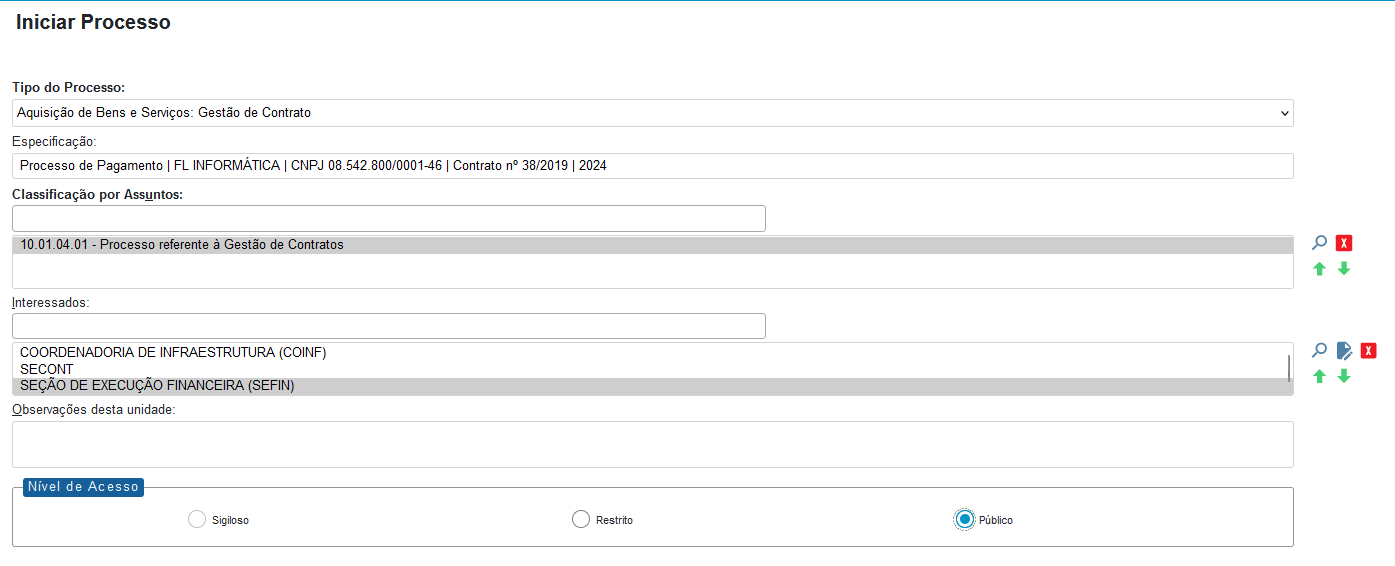 Iniciar Processo
Tipo do Processo:
Aquisição de Bens e Serviços: Gestão de Contrato
Especificação:
Processo de Pagamento | FL INFORMÁTICA | CNPJ 08.542.800/0001-46 | Contrato nº 38/2019 | 2024
Classificação por Assuntos:
10.01.04.01 - Processo referente à Gestão de Contratos
Interessados:
COORDENADORIA DE INFRAESTRUTURA (COINF)
SECONT
SEÇÃO DE EXECUÇÃO FINANCEIRA (SEFIN)
Observações desta unidade:
Nível de Acesso
Sigiloso Restrito Público